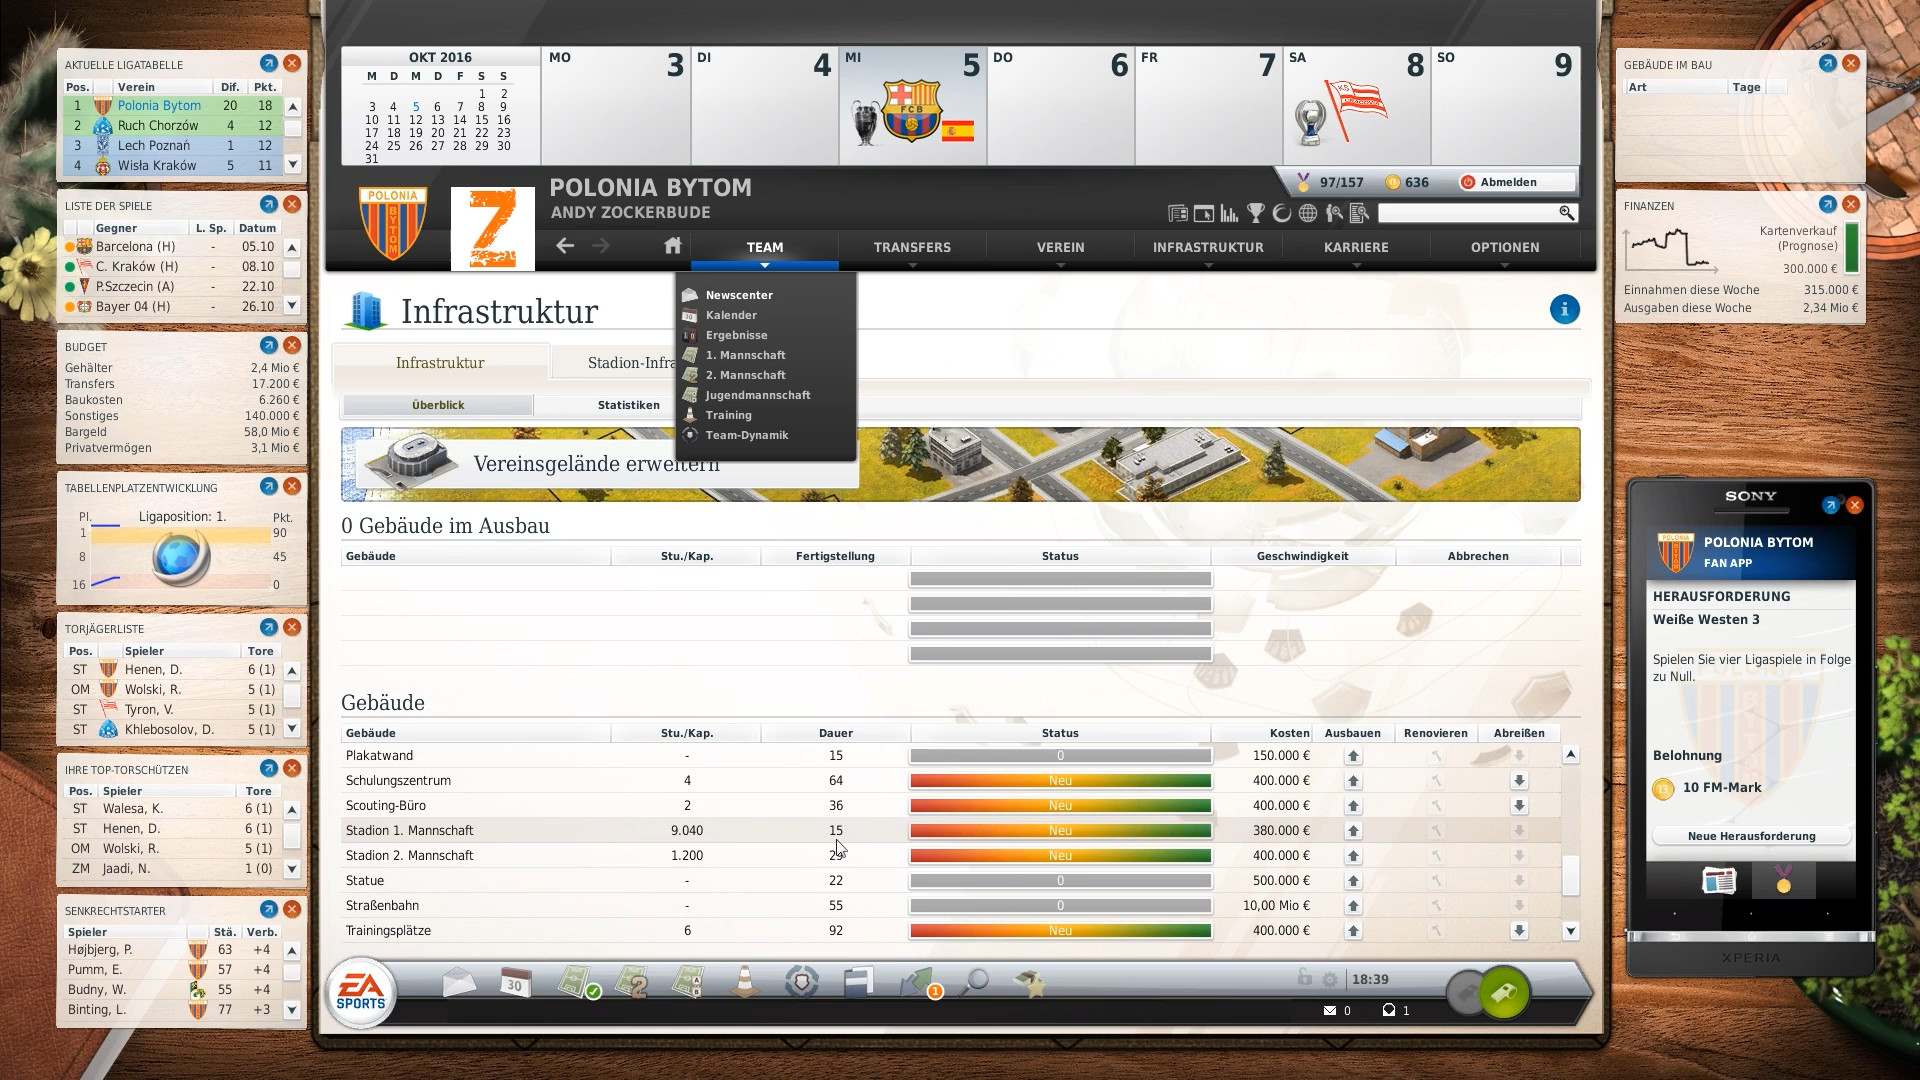 AKTUELLE LIGATABELLE
Pos. Verein Dif. Pkt.
1 Polonia Bytom 20 18
2 Ruch Chorzów 4 12
3 Lech Poznań 1 12
4 Wisła Kraków 5 11
LISTE DER SPIELE
Gegner L. Sp. Datum
Barcelona (H) - 05.10
C. Kraków (H) - 08.10
P.Szczecin (A) - 22.10
Bayer 04 (H) - 26.10
BUDGET
Gehälter 2,4 Mio €
Transfers 17.200 €
Baukosten 6.260 €
Sonstiges 140.000 €
Bargeld 58,0 Mio €
Privatvermögen 3,1 Mio €
TABELLENPLATZENTWICKLUNG
Pl. Ligaposition: 1. Pkt.
1 90
8 45
16 0
TORJÄGERLISTE
Pos. Spieler Tore
ST Henen, D. 6 (1)
OM Wolski, R. 5 (1)
ST Tyron, V. 5 (1)
ST Khlebosolov, D. 5 (1)
IHRE TOP-TORSCHÜTZEN
Pos. Spieler Tore
ST Walesa, K. 6 (1)
ST Henen, D. 6 (1)
OM Wolski, R. 5 (1)
ZM Jaadi, N. 1 (0)
SENKRECHTSTARTER
Spieler Stä. Verb.
Højbjerg, P. 63 +4
Pumm, E. 57 +4
Budny, W. 55 +4
Binting, L. 77 +3
OKT 2016
M D M D F S S
1 2
3 4 5 6 7 8 9
10 11 12 13 14 15 16
17 18 19 20 21 22 23
24 25 26 27 28 29 30
31
MO 3 DI 4 MI 5 DO 6 FR 7 SA 8 SO 9
FCB
KS
CRACOVIA
POLONIA
BYTOM
Z
POLONIA BYTOM
ANDY ZOCKERBUDE
97/157 636 Abmelden
TEAM TRANSFERS VEREIN INFRASTRUKTUR KARRIERE OPTIONEN
Newscenter
Kalender
Ergebnisse
1. Mannschaft
2. Mannschaft
Jugendmannschaft
Training
Team-Dynamik
Infrastruktur
Infrastruktur Stadion-Infra
Überblick Statistiken
Vereinsgelände erweitern
0 Gebäude im Ausbau
Gebäude Stu./Kap. Fertigstellung Status Geschwindigkeit Abbrechen
Gebäude
Gebäude Stu./Kap. Dauer Status Kosten Ausbauen Renovieren Abreißen
Plakatwand - 15 0 150.000 €
Schulungszentrum 4 64 Neu 400.000 €
Scouting-Büro 2 36 Neu 400.000 €
Stadion 1. Mannschaft 9.040 15 Neu 380.000 €
Stadion 2. Mannschaft 1.200 Neu 400.000 €
Statue - 22 0 500.000 €
Straßenbahn - 55 0 10,00 Mio €
Trainingsplätze 6 92 Neu 400.000 €
EA
SPORTS
30
2
1
18:39
0 1
GEBÄUDE IM BAU
Art Tage
FINANZEN
Kartenverkauf
(Prognose)
300.000 €
Einnahmen diese Woche 315.000 €
Ausgaben diese Woche 2,34 Mio €
SONY
POLONIA
POLONIA BYTOM
FAN APP
HERAUSFORDERUNG
Weiße Westen 3
Spielen Sie vier Ligaspiele in Folge
zu Null.
Belohnung
10 FM-Mark
Neue Herausforderung
XPERIA